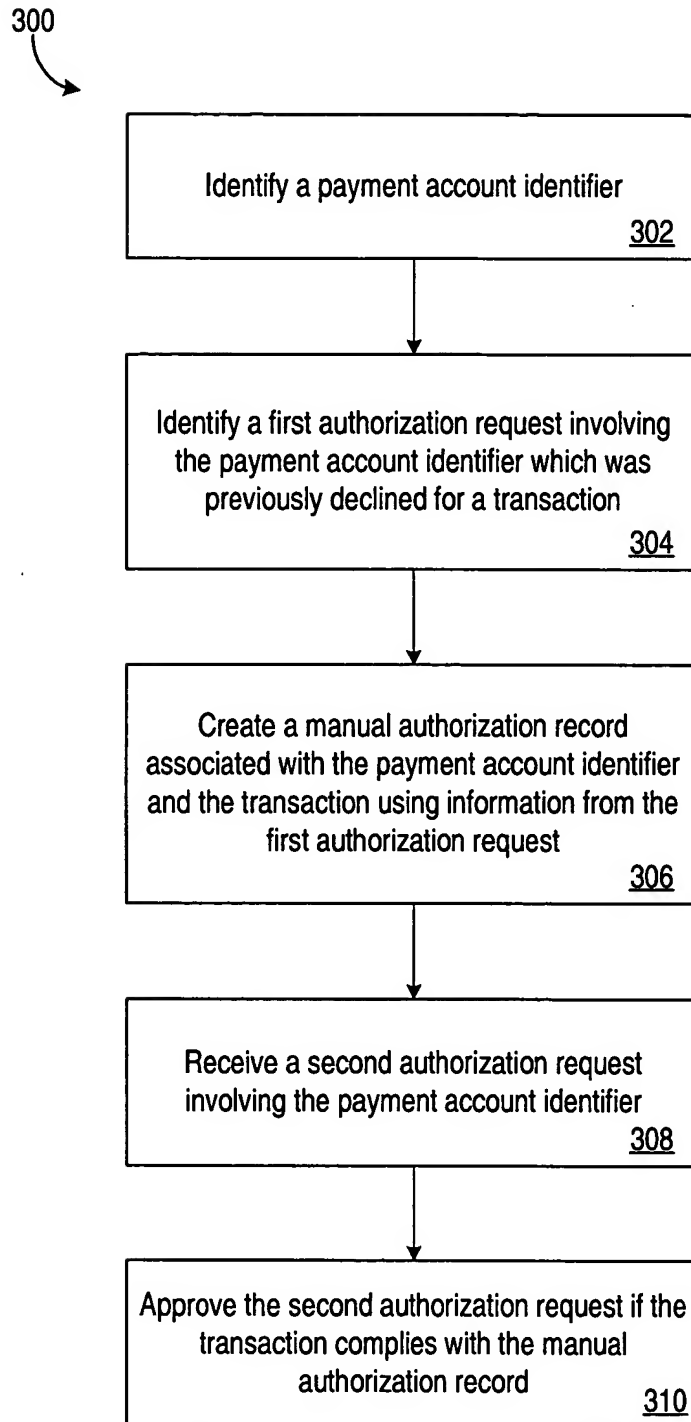 300
Identify a payment account identifier
302
Identify a first authorization request involving
the payment account identifier which was
previously declined for a transaction
304
Create a manual authorization record
associated with the payment account identifier
and the transaction using information from the
first authorization request
306
Receive a second authorization request
involving the payment account identifier
308
Approve the second authorization request if the
transaction complies with the manual
authorization record
310